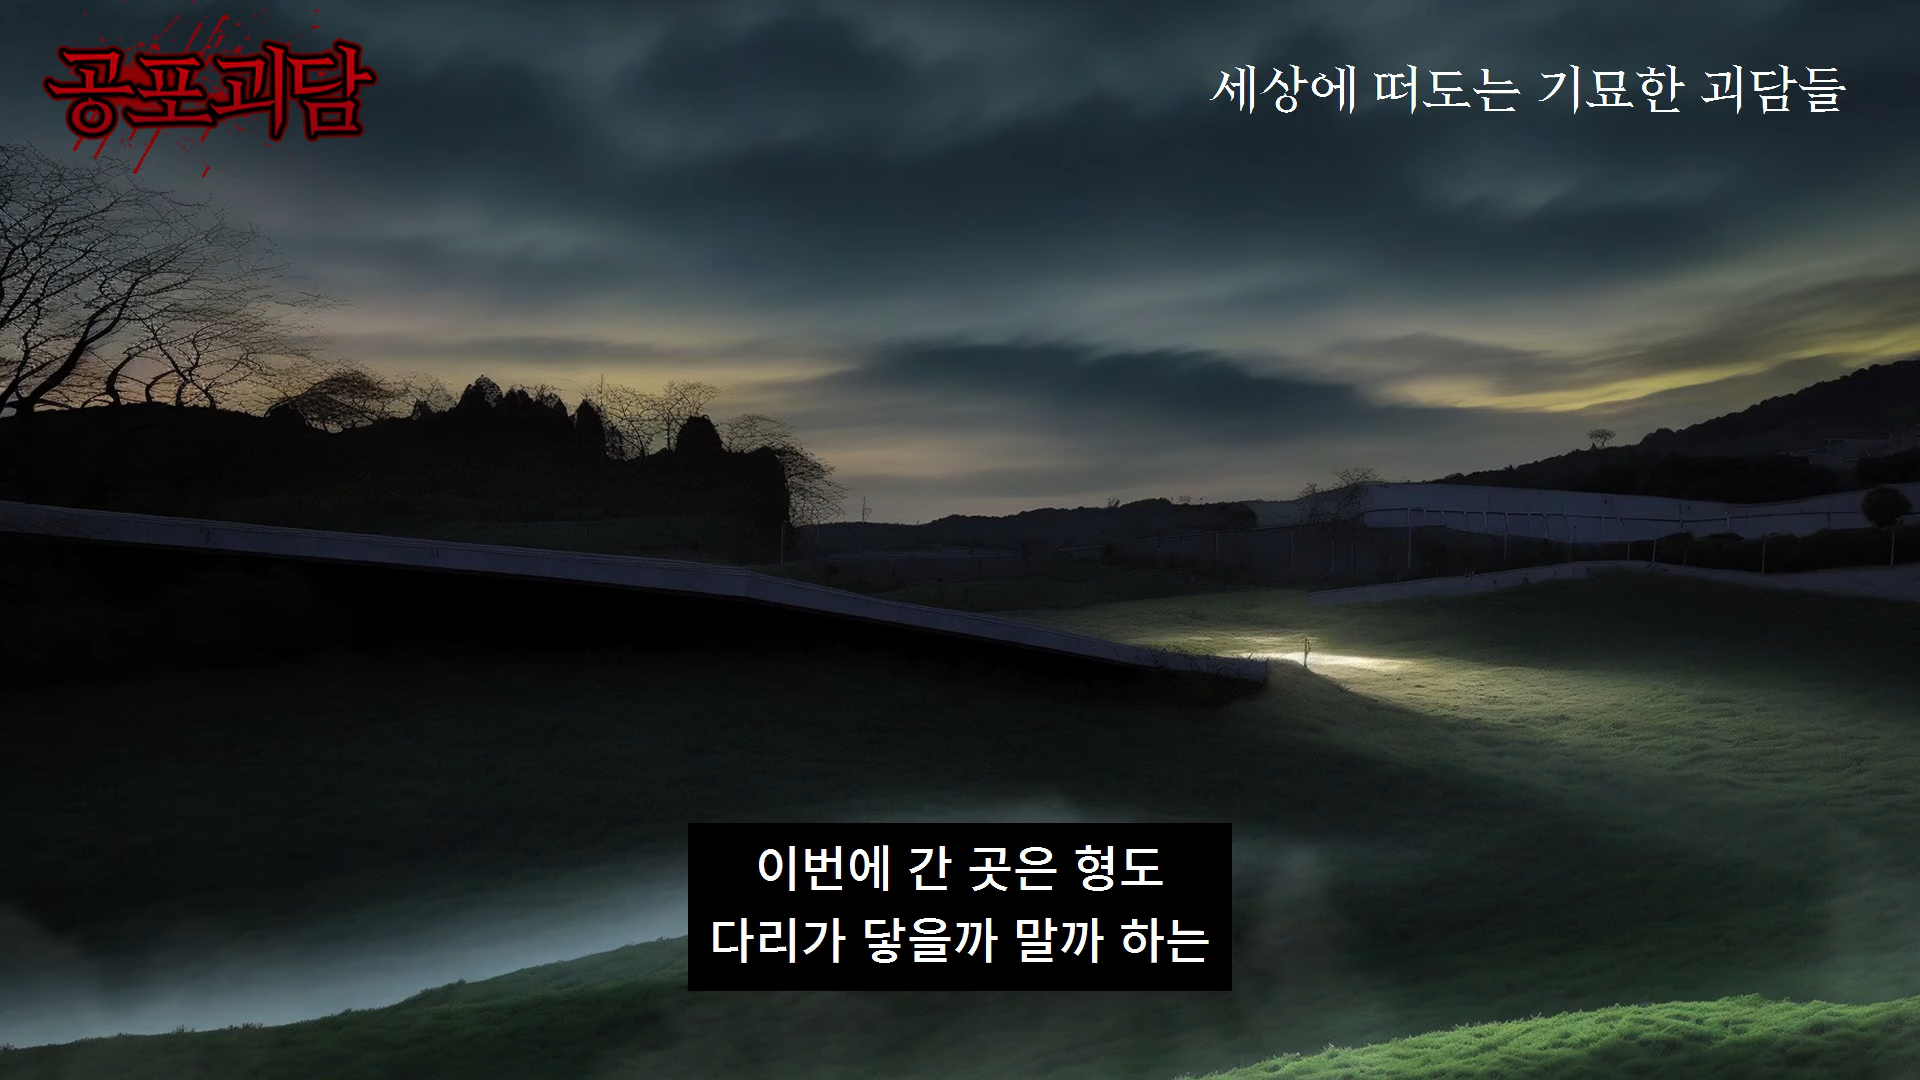 공포괴담
세상에 떠도는 기묘한 괴담들
이번에 간 곳은 형도
다리가 닿을까 말까 하는